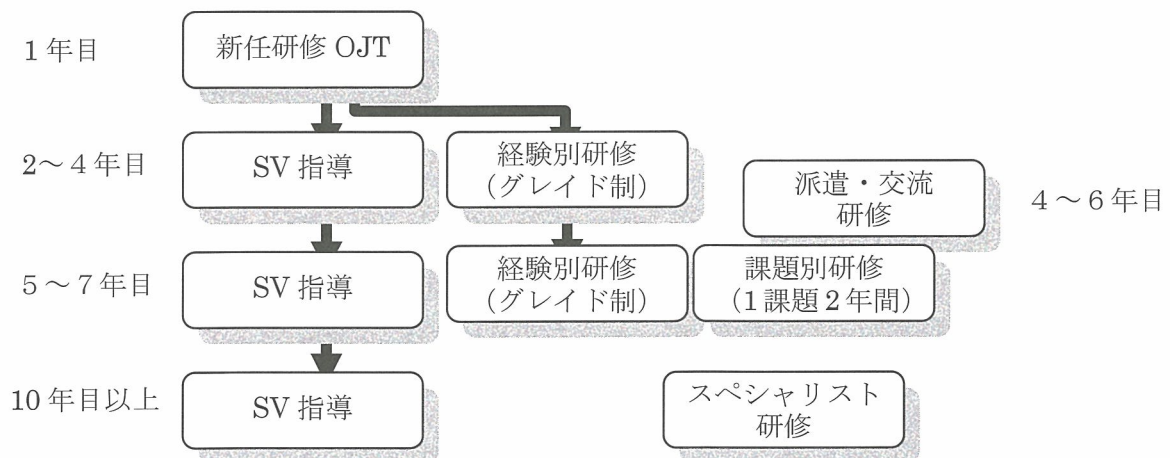 1年目
新任研修 OJT
2～4年目
SV 指導
経験別研修
（グレイド制）
派遣・交流
研修
4～6年目
5～7年目
SV 指導
経験別研修
（グレイド制）
課題別研修
（1課題2年間）
10年目以上
SV 指導
スペシャリスト
研修